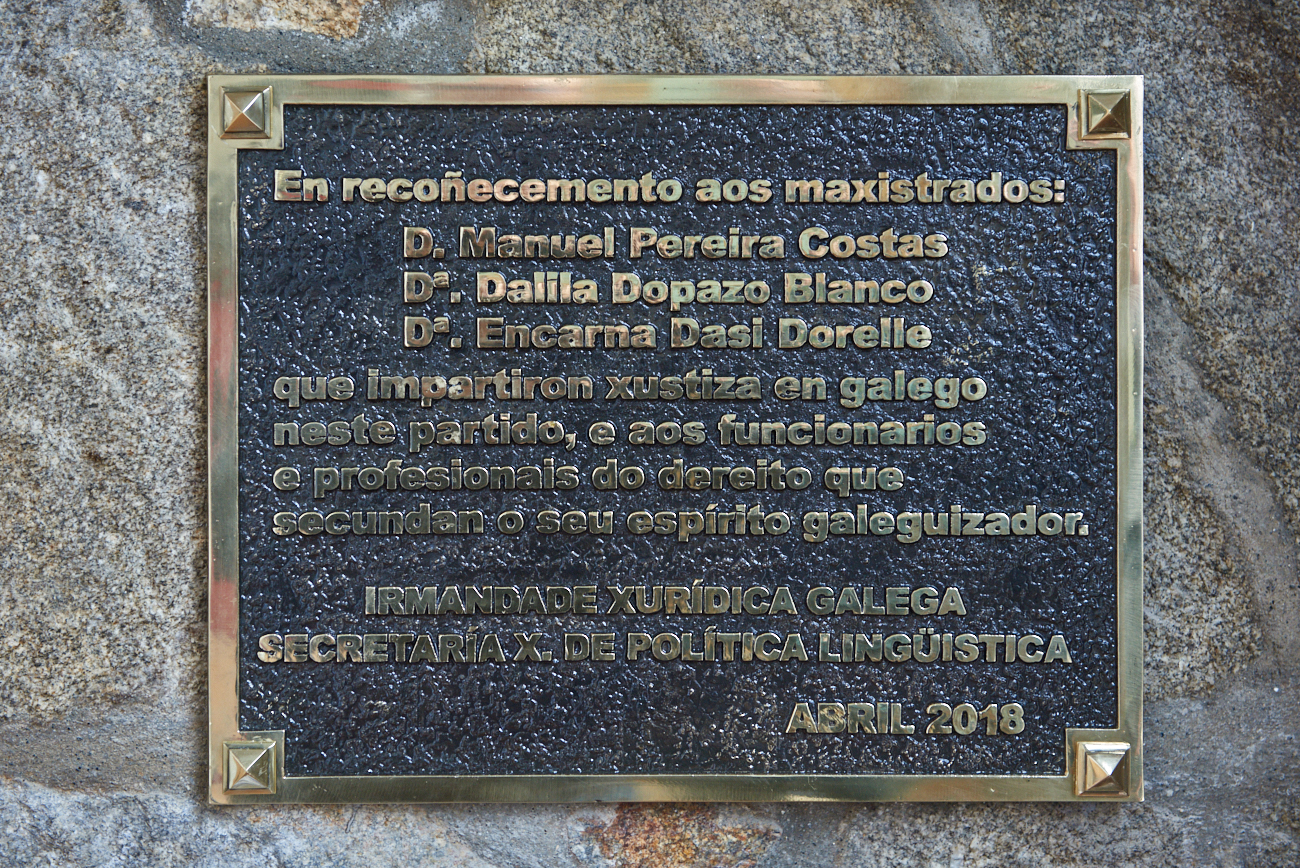 En recoñecemento aos maxistrados:
D. Manuel Pereira Costas
Dª. Dalila Dopazo Blanco
Dª. Encarna Dasi Dorelle
que impartiron xustiza en galego
neste partido, e aos funcionarios
e profesionais do dereito que
secundan o seu espírito galeguizador.
IRMANDADE XURÍDICA GALEGA
SECRETARÍA X. DE POLÍTICA LINGÜISTICA
ABRIL 2018